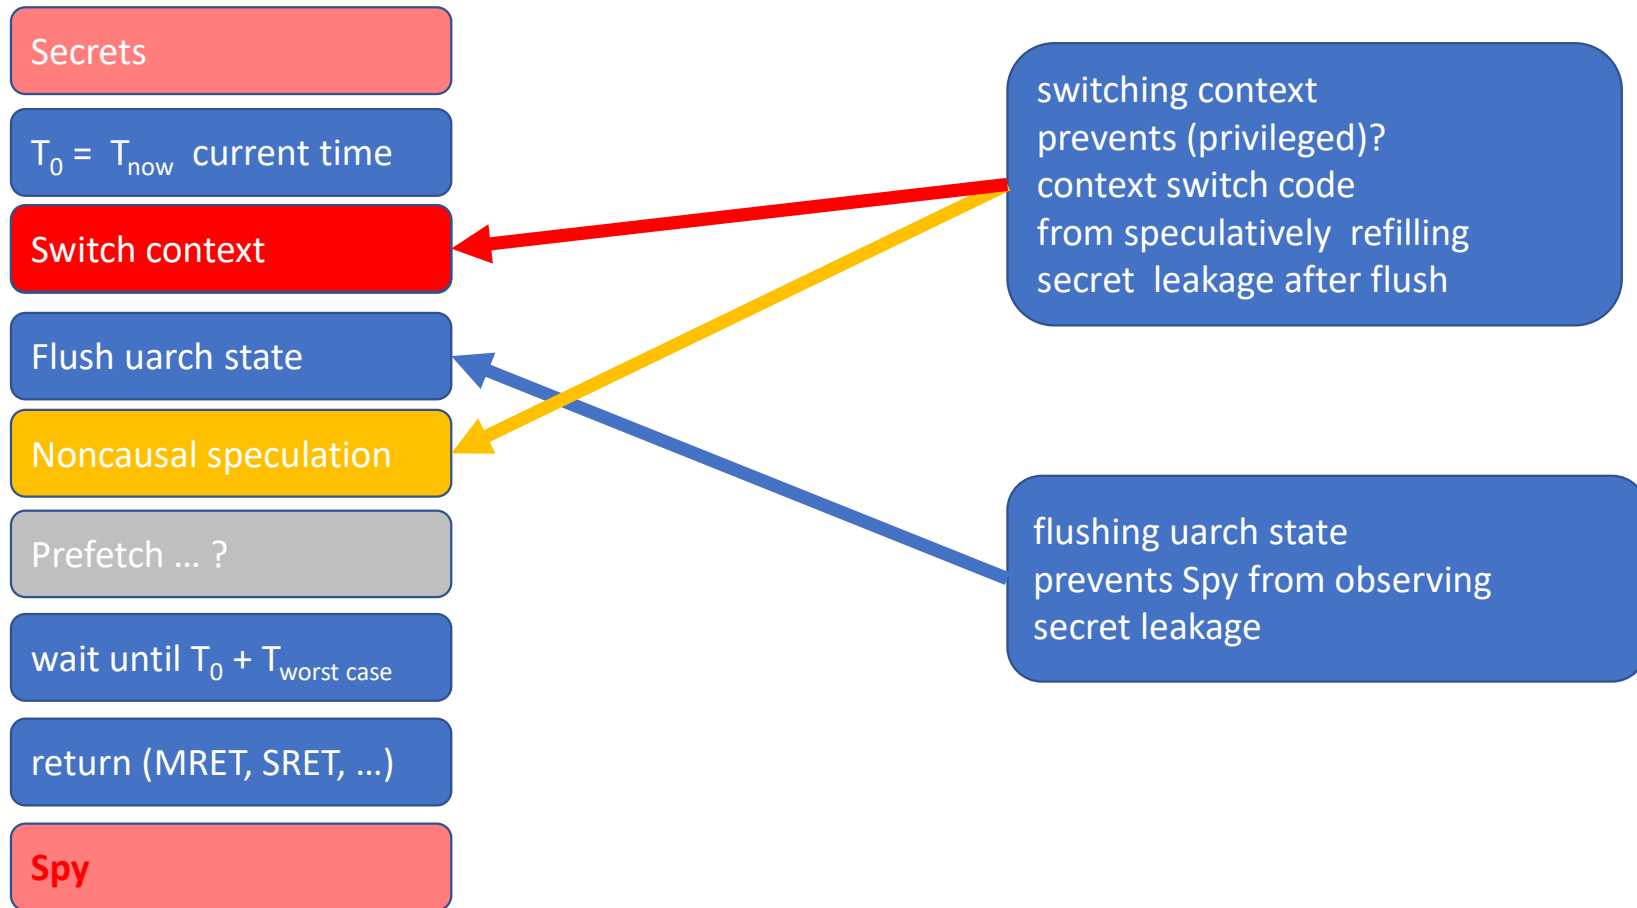 Secrets
T₀ = Tₙₒw current time
Switch context
Flush uarch state
Noncausal speculation
Prefetch ... ?
wait until T₀ + Tworst case
return (MRET, SRET, ...)
Spy
switching context
prevents (privileged)?
context switch code
from speculatively refilling
secret leakage after flush
flushing uarch state
prevents Spy from observing
secret leakage